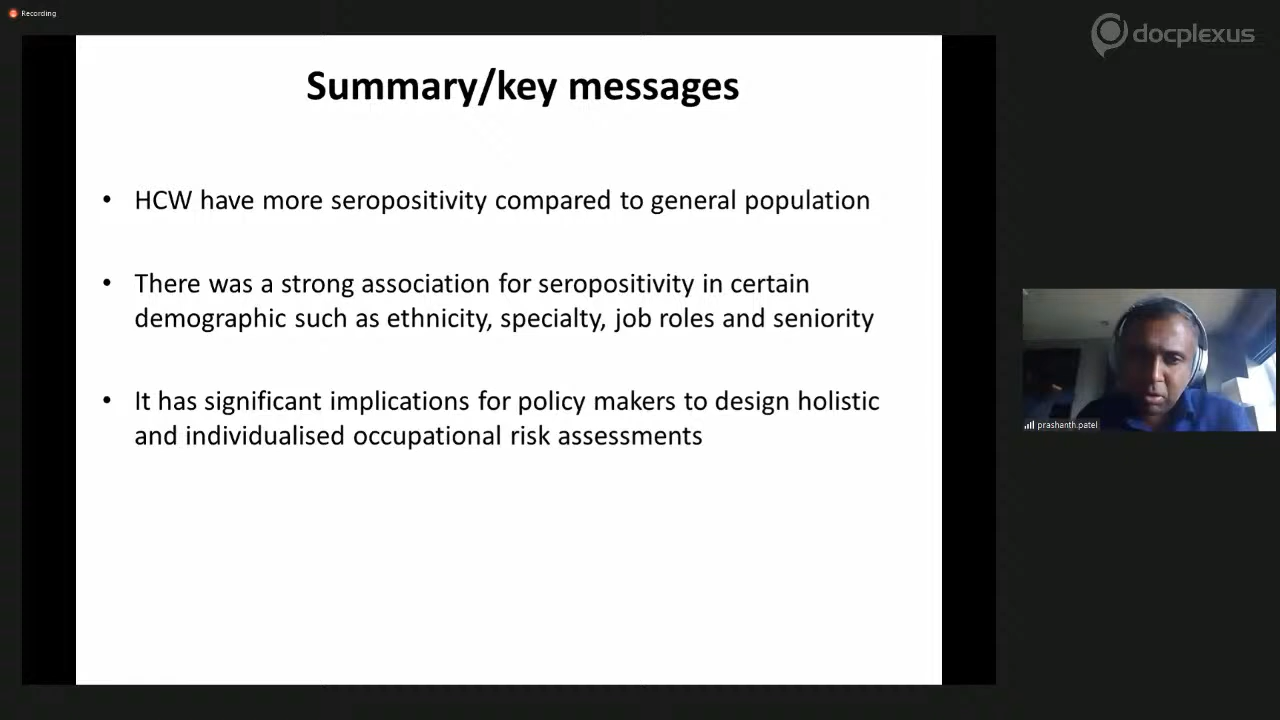 Recording
docplexus
Summary/key messages
• HCW have more seropositivity compared to general population
• There was a strong association for seropositivity in certain
demographic such as ethnicity, specialty, job roles and seniority
• It has significant implications for policy makers to design holistic
and individualised occupational risk assessments
prashanth.patel